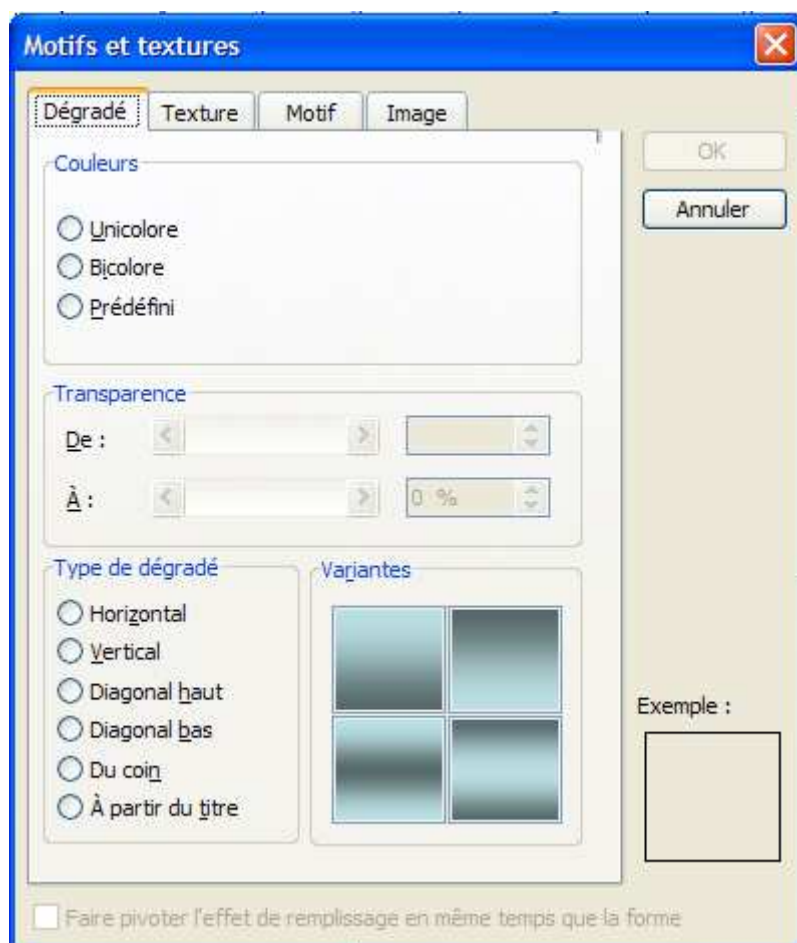 Motifs et textures
Dégradé Texture Motif Image
Couleurs
Unicolore
Bicolore
Prédéfini
OK
Annuler
Transparence
De :
À : 0 %
Type de dégradé
Horizontal
Vertical
Diagonal haut
Diagonal bas
Du coin
À partir du titre
Variantes
Exemple :
Faire pivoter l'effet de remplissage en même temps que la forme